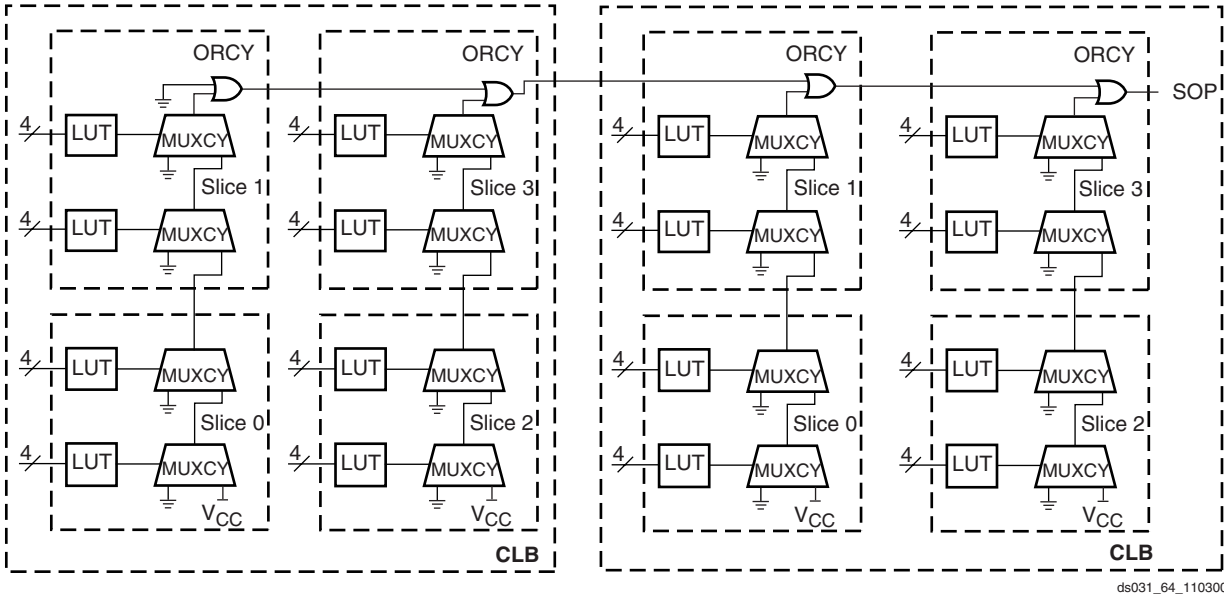 ORCY ORCY ORCY ORCY
SOP
4 LUT MUXCY 4 LUT MUXCY 4 LUT MUXCY 4 LUT MUXCY
Slice 1 Slice 3 Slice 1 Slice 3
4 LUT MUXCY 4 LUT MUXCY 4 LUT MUXCY 4 LUT MUXCY
4 LUT MUXCY 4 LUT MUXCY 4 LUT MUXCY 4 LUT MUXCY
Slice 0 Slice 2 Slice 0 Slice 2
4 LUT MUXCY 4 LUT MUXCY 4 LUT MUXCY 4 LUT MUXCY
VCC VCC VCC VCC
CLB CLB
ds031_64_110300